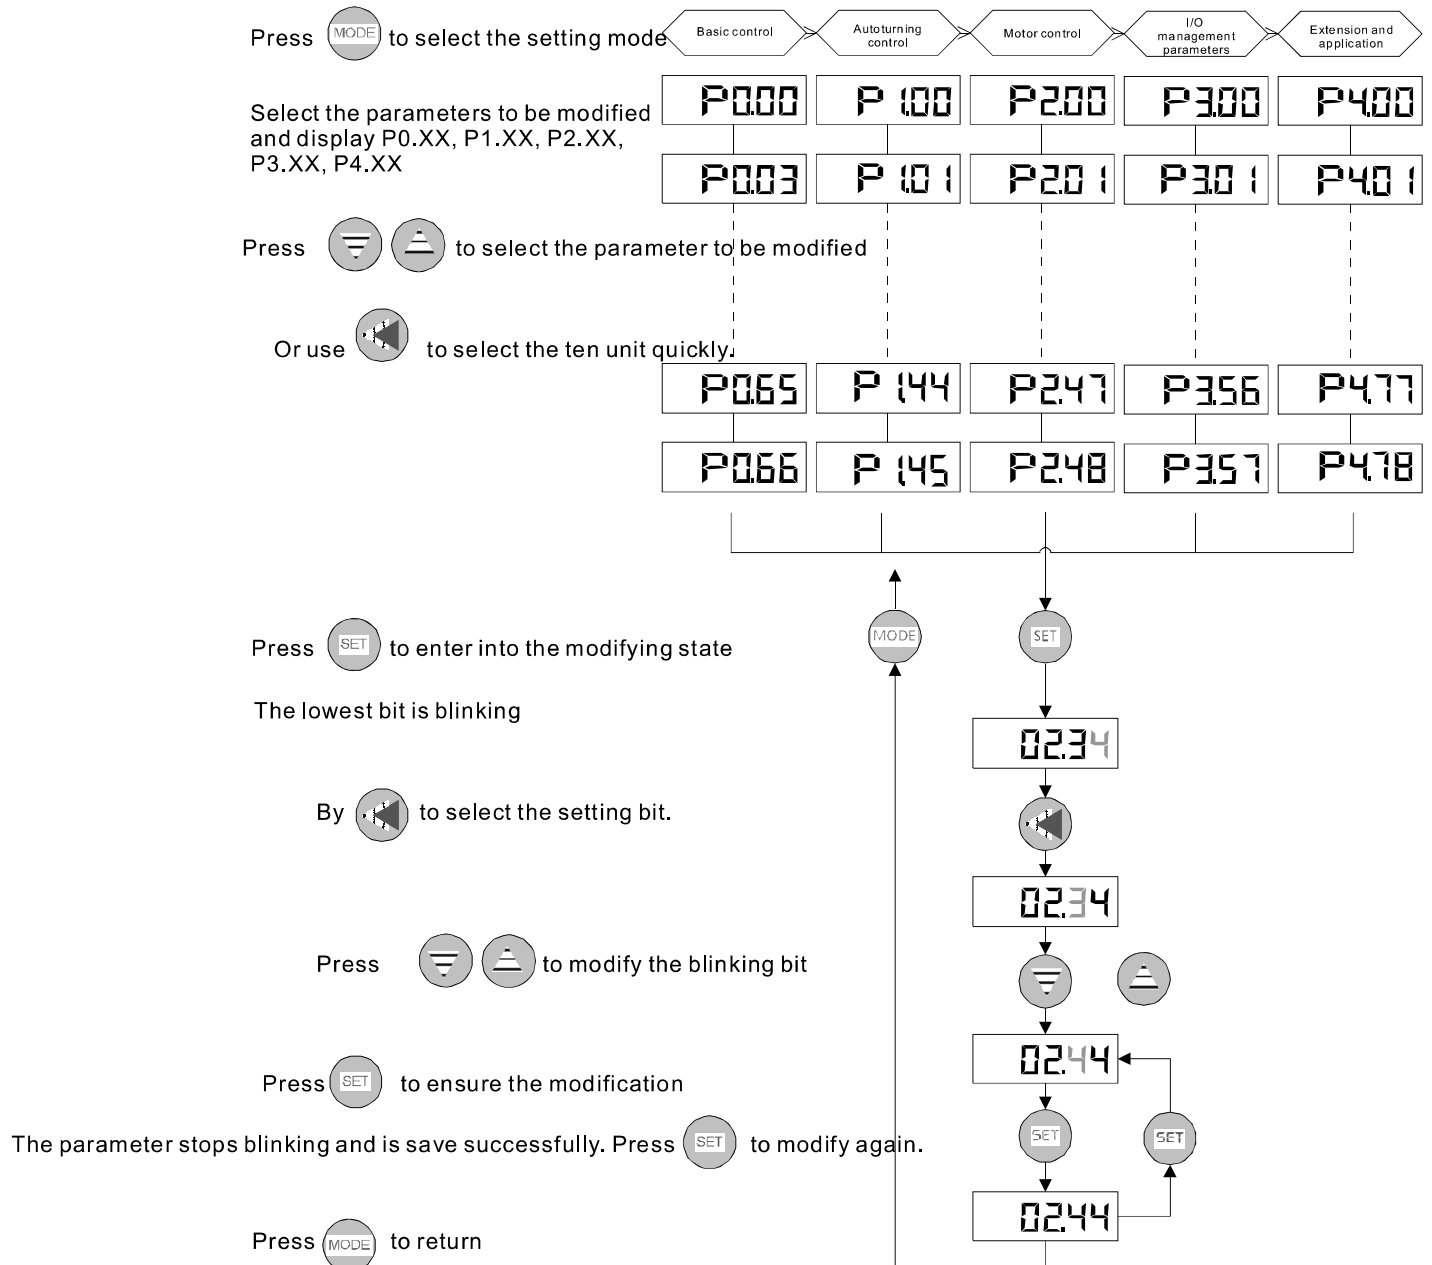 Press MODE to select the setting mode
Basic control
Autoturning
control
Motor control
I/O
management
parameters
Extension and
application
P0.00 P1.00 P2.00 P3.00 P4.00
Select the parameters to be modified
and display P0.XX, P1.XX, P2.XX,
P3.XX, P4.XX
P0.03 P1.01 P2.01 P3.01 P4.01
Press to select the parameter to be modified
Or use to select the ten unit quickly.
P0.65 P1.44 P2.47 P3.56 P4.77
P0.66 P1.45 P2.48 P3.57 P4.78
Press SET to enter into the modifying state
MODE SET
The lowest bit is blinking
02.34
By to select the setting bit.
02.34
Press to modify the blinking bit
02.44
Press SET to ensure the modification
The parameter stops blinking and is save successfully. Press SET to modify again.
SET SET
02.44
Press MODE to return